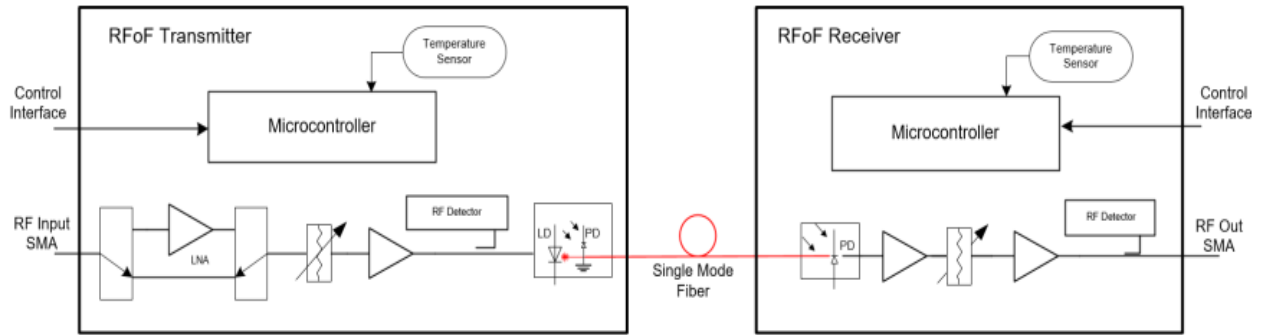 RFoF Transmitter
Temperature
Sensor
Control
Interface
Microcontroller
RF Input
SMA
LNA
RF Detector
LD
PD
Single Mode
Fiber
RFoF Receiver
Temperature
Sensor
Control
Interface
Microcontroller
PD
RF Detector
RF Out
SMA